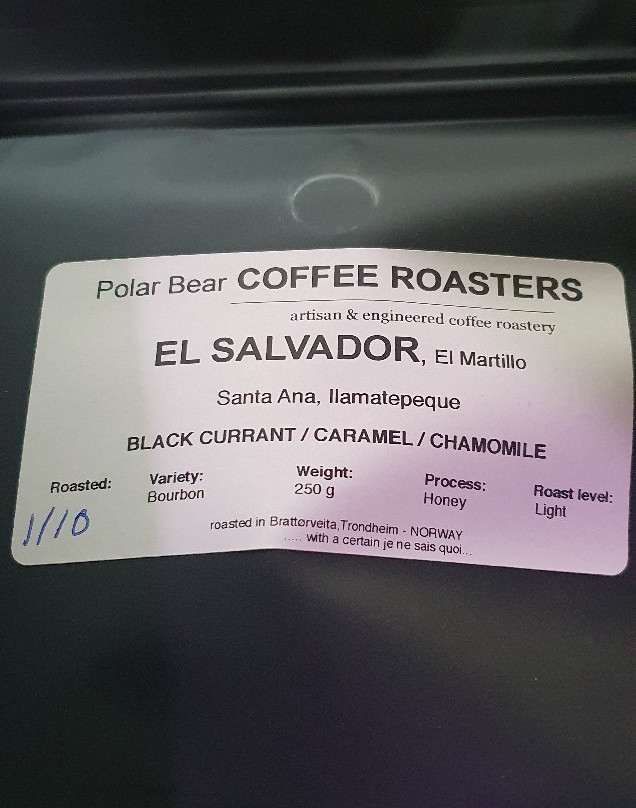 Polar Bear COFFEE ROASTERS
artisan & engineered coffee roastery
EL SALVADOR, El Martillo
Santa Ana, Ilamatepeque
BLACK CURRANT / CARAMEL / CHAMOMILE
Roasted: Variety: Weight: Process: Roast level:
1/10 Bourbon 250 g Honey Light
roasted in Brattørveita,Trondheim - NORWAY
..... with a certain je ne sais quoi...